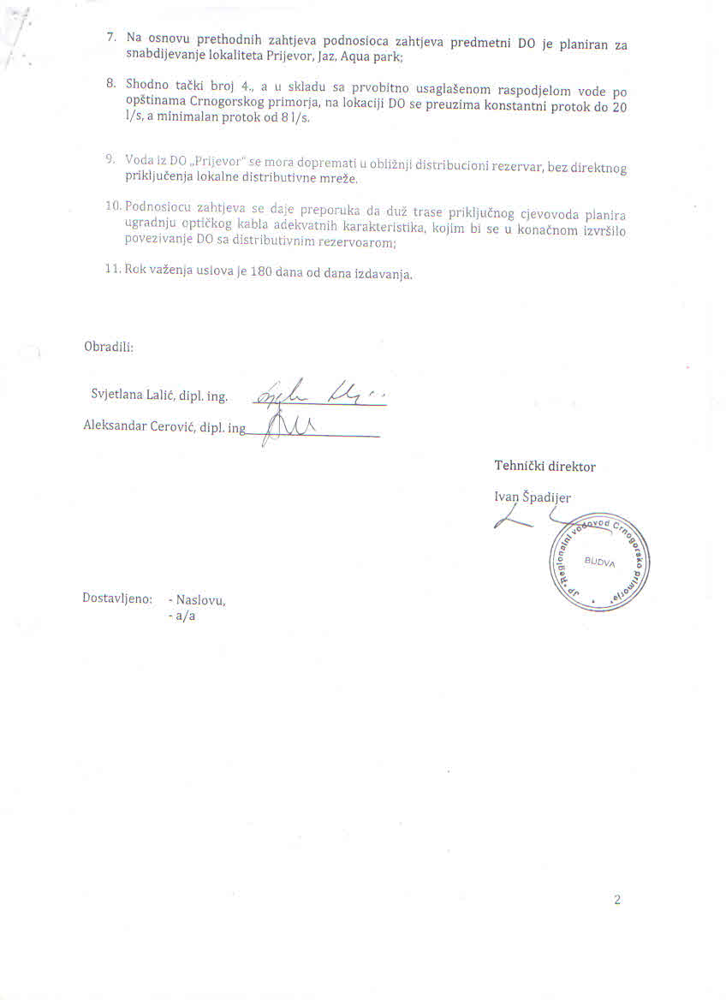 7. Na osnovu prethodnih zahtjeva podnosioca zahtjeva predmetni DO je planiran za
snabdijevanje lokaliteta Prijevor, Jaz, Aqua park;
8. Shodno tački broj 4., a u skladu sa prvobitno usaglašenom raspodjelom vode po
opštinama Crnogorskog primorja, na lokaciji DO se preuzima konstantni protok do 20
l/s, a minimalan protok od 8 l/s.
9. Voda iz DO „Prijevor“ se mora dopremati u obližnji distribucioni rezervar, bez direktnog
priključenja lokalne distributivne mreže.
10. Podnosiocu zahtjeva se daje preporuka da duž trase priključnog cjevovoda planira
ugradnju optičkog kabla adekvatnih karakteristika, kojim bi se u konačnom izvršilo
povezivanje DO sa distributivnim rezervoarom;
11. Rok važenja uslova je 180 dana od dana izdavanja.
Obradili:
Svjetlana Lalić, dipl. ing.
Aleksandar Cerović, dipl. ing
Tehnički direktor
Ivan Špadijer
JP "Regionalni vodovod Crnogorsko primorje"
BUDVA
Dostavljeno: - Naslovu,
- a/a
2